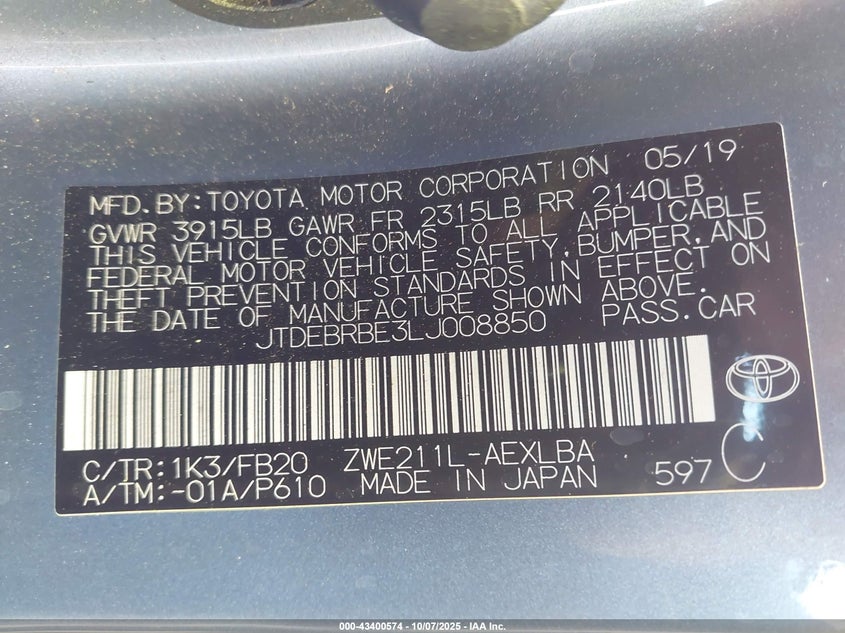 MFD. BY: TOYOTA MOTOR CORPORATION 05/19
GVWR 3915LB GAWR FR 2315LB RR 2140LB
THIS VEHICLE CONFORMS TO ALL APPLICABLE
FEDERAL MOTOR VEHICLE SAFETY, BUMPER, AND
THEFT PREVENTION STANDARDS IN EFFECT ON
THE DATE OF MANUFACTURE SHOWN ABOVE.
JTDEBRBE3LJ008850 PASS. CAR
C/TR: 1K3/FB20 ZWE211L-AEXLBA
A/TM: -01A/P610 MADE IN JAPAN 597 C
000-43400574 - 10/07/2025 - IAA Inc.